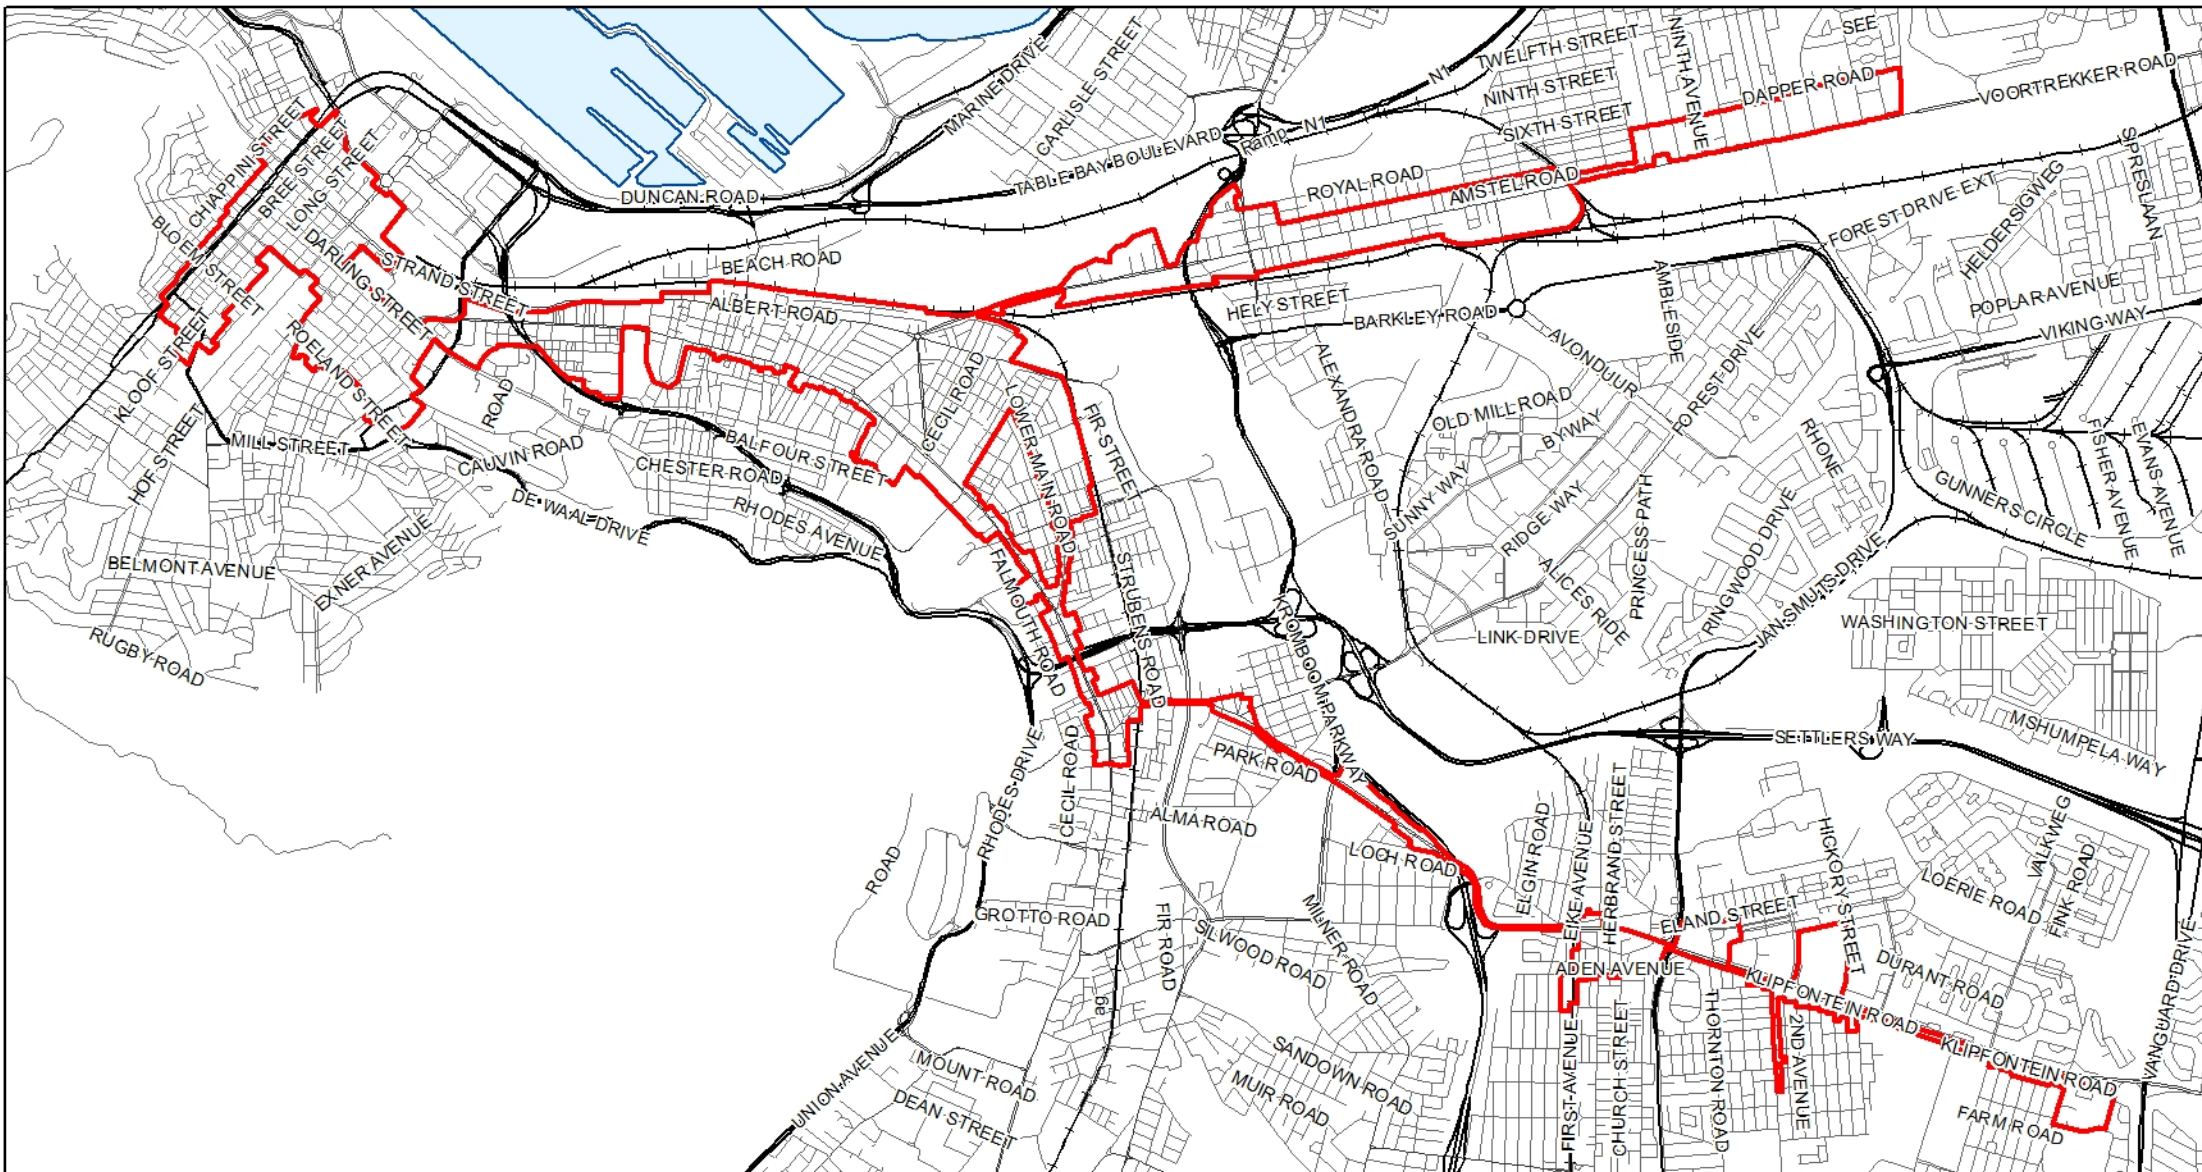 SEE
TWELFTH STREET
NINTH AVENUE
N1
VOORTREKKER ROAD
DAPPER ROAD
NINTH STREET
CARLISLE STREET
MARINE DRIVE
SIXTH STREET
Ramp N1
TABLE BAY BOULEVARD
CHIAPPINI STREET
BREE STREET
LONG STREET
DUNCAN ROAD
ROYAL ROAD
AMSTEL ROAD
SPRESLAAN
FOREST DRIVE EXT
HELDERSIGWEG
BLOEM STREET
DARLING STREET
STRAND STREET
BEACH ROAD
ALBERT ROAD
HELY STREET
BARKLEY ROAD
AMBLESIDE
POPLAR AVENUE
VIKING WAY
KLOOF STREET
ROELAND STREET
AVONDUUR
FOREST DRIVE
ALEXANDRA ROAD
CECIL ROAD
LOWER MAIN ROAD
FIR STREET
OLD MILL ROAD
BYWAY
RHONE
ROAD
HOF STREET
MILL STREET
CAUVIN ROAD
BALFOUR STREET
CHESTER ROAD
DE WAAL DRIVE
RHODES AVENUE
SUNNY WAY
RIDGE WAY
PRINCESS PATH
PINGWOOD DRIVE
GUNNERS CIRCLE
FISHER AVENUE
EVANS AVENUE
JAN SMUTS DRIVE
BELMONT AVENUE
EXNER AVENUE
FALMOUTH ROAD
STRUBENS ROAD
KROMBOOM PARKWAY
ALICES RIDE
LINK DRIVE
WASHINGTON STREET
RUGBY ROAD
RHODES DRIVE
CECIL ROAD
PARK ROAD
SETTLERS WAY
MSHUMPELA WAY
ALMA ROAD
LOCH ROAD
ELGIN ROAD
EIKE AVENUE
HERBRAND STREET
HICKORY STREET
VALKWEG
FINK ROAD
LOERIE ROAD
ROAD
GROTTO ROAD
FIR ROAD
SILWOOD ROAD
MILNER ROAD
ELAND STREET
ADEN AVENUE
KLIPFONTEIN ROAD
DURANT ROAD
VANGUARD DRIVE
ag
UNION AVENUE
MOUNT ROAD
DEAN STREET
SANDOWN ROAD
MUIR ROAD
FIRST AVENUE
CHURCH STREET
THORNTON ROAD
2ND AVENUE
KLIPFONTEIN ROAD
FARM ROAD